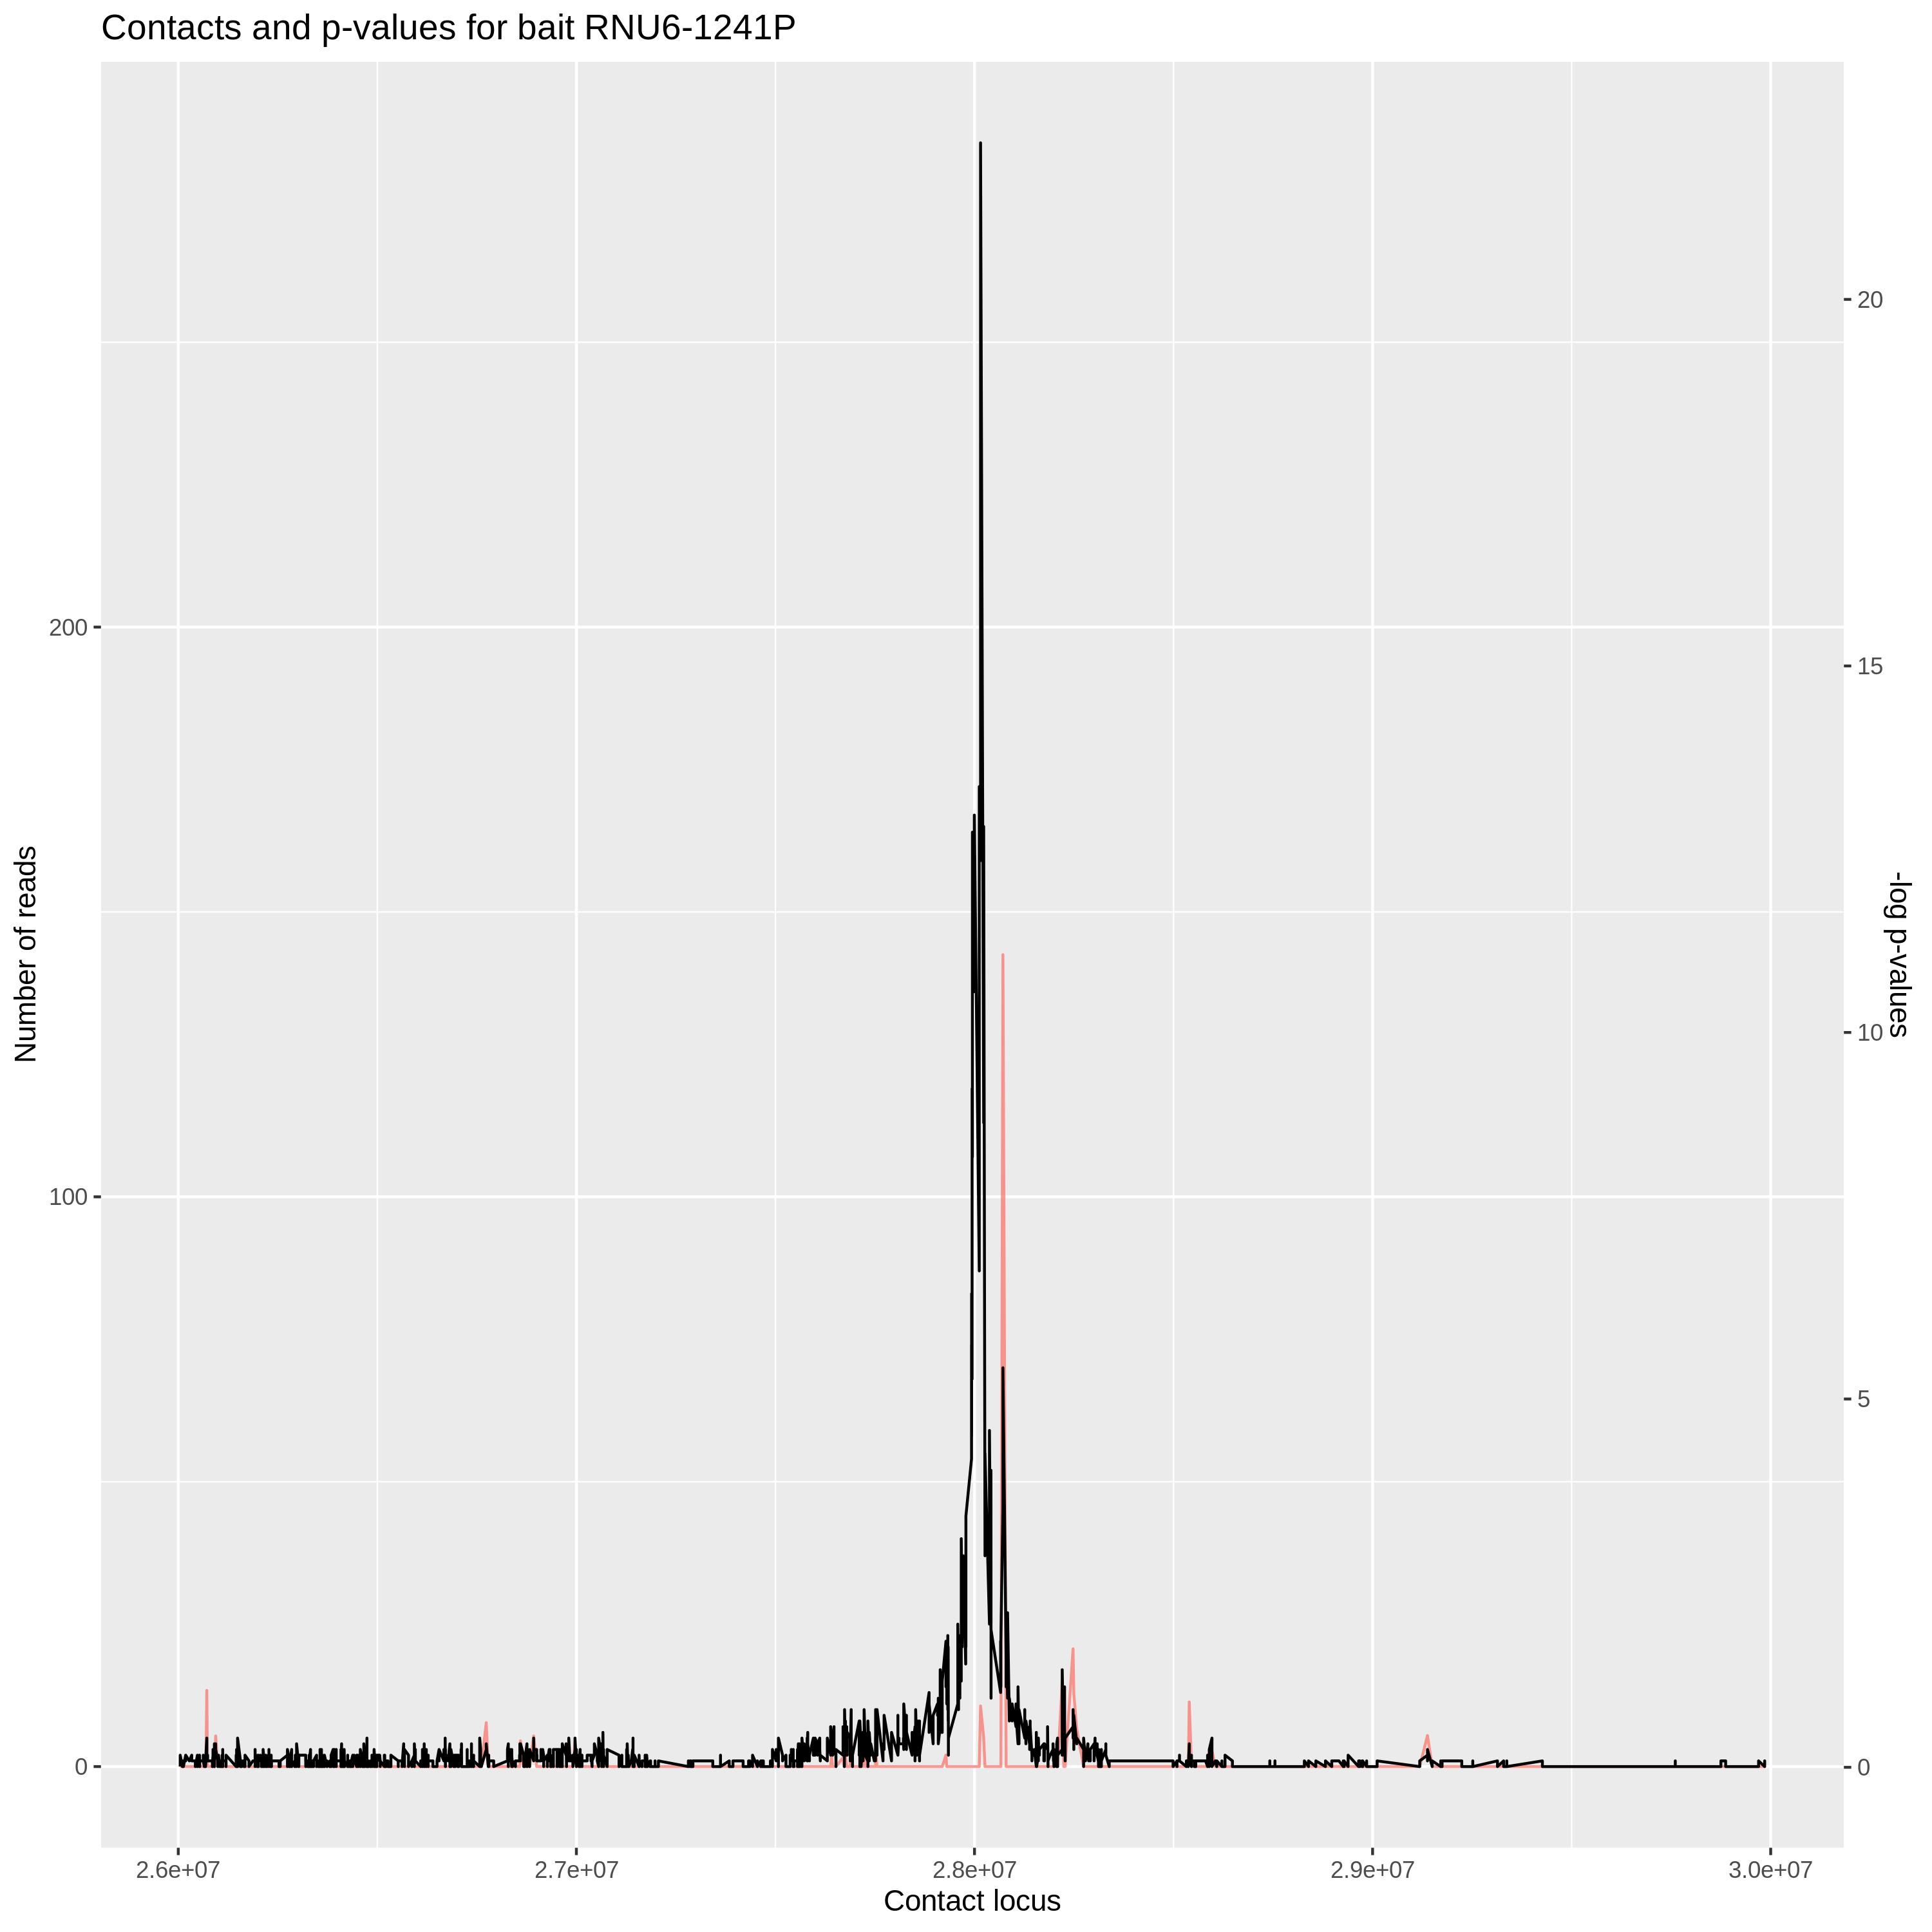 Contacts and p-values for bait RNU6-1241P
200
100
0
Number of reads
20
15
10
5
0
-log p-values
2.6e+07
2.7e+07
2.8e+07
2.9e+07
3.0e+07
Contact locus